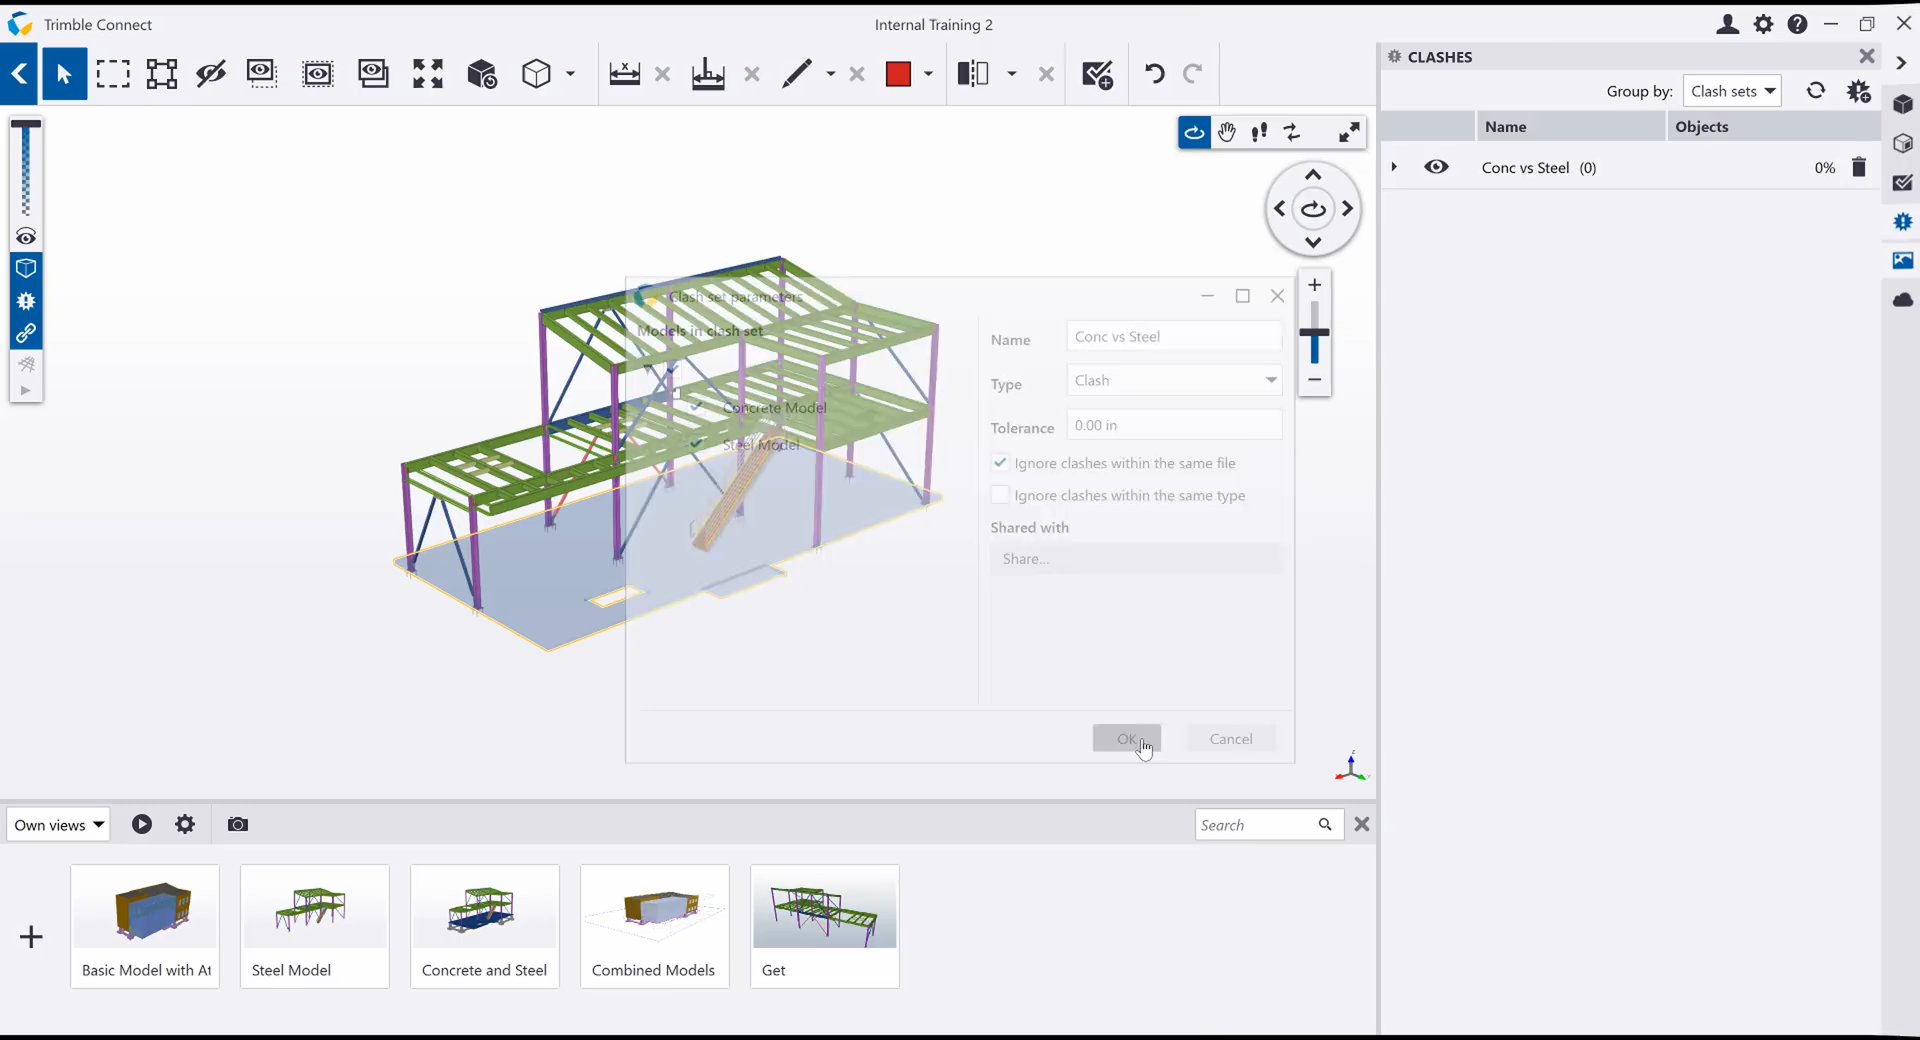 Trimble Connect
Internal Training 2
CLASHES
Group by:
Clash sets
Name
Objects
Conc vs Steel (0)
0%
Clash set parameters
Models in clash set
Concrete Model
Steel Model
Name
Conc vs Steel
Type
Clash
Tolerance
0.00 in
Ignore clashes within the same file
Ignore clashes within the same type
Shared with
Share...
OK
Cancel
Own views
Search
Basic Model with At
Steel Model
Concrete and Steel
Combined Models
Get